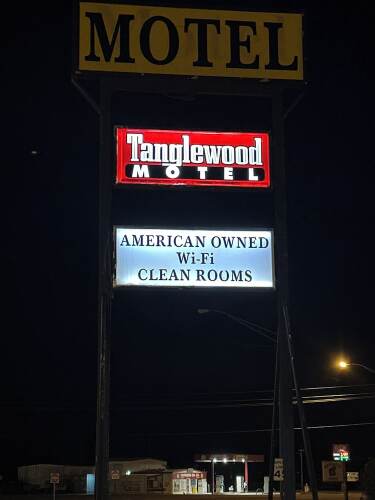 MOTEL
Tanglewood
MOTEL
AMERICAN OWNED
Wi-Fi
CLEAN ROOMS